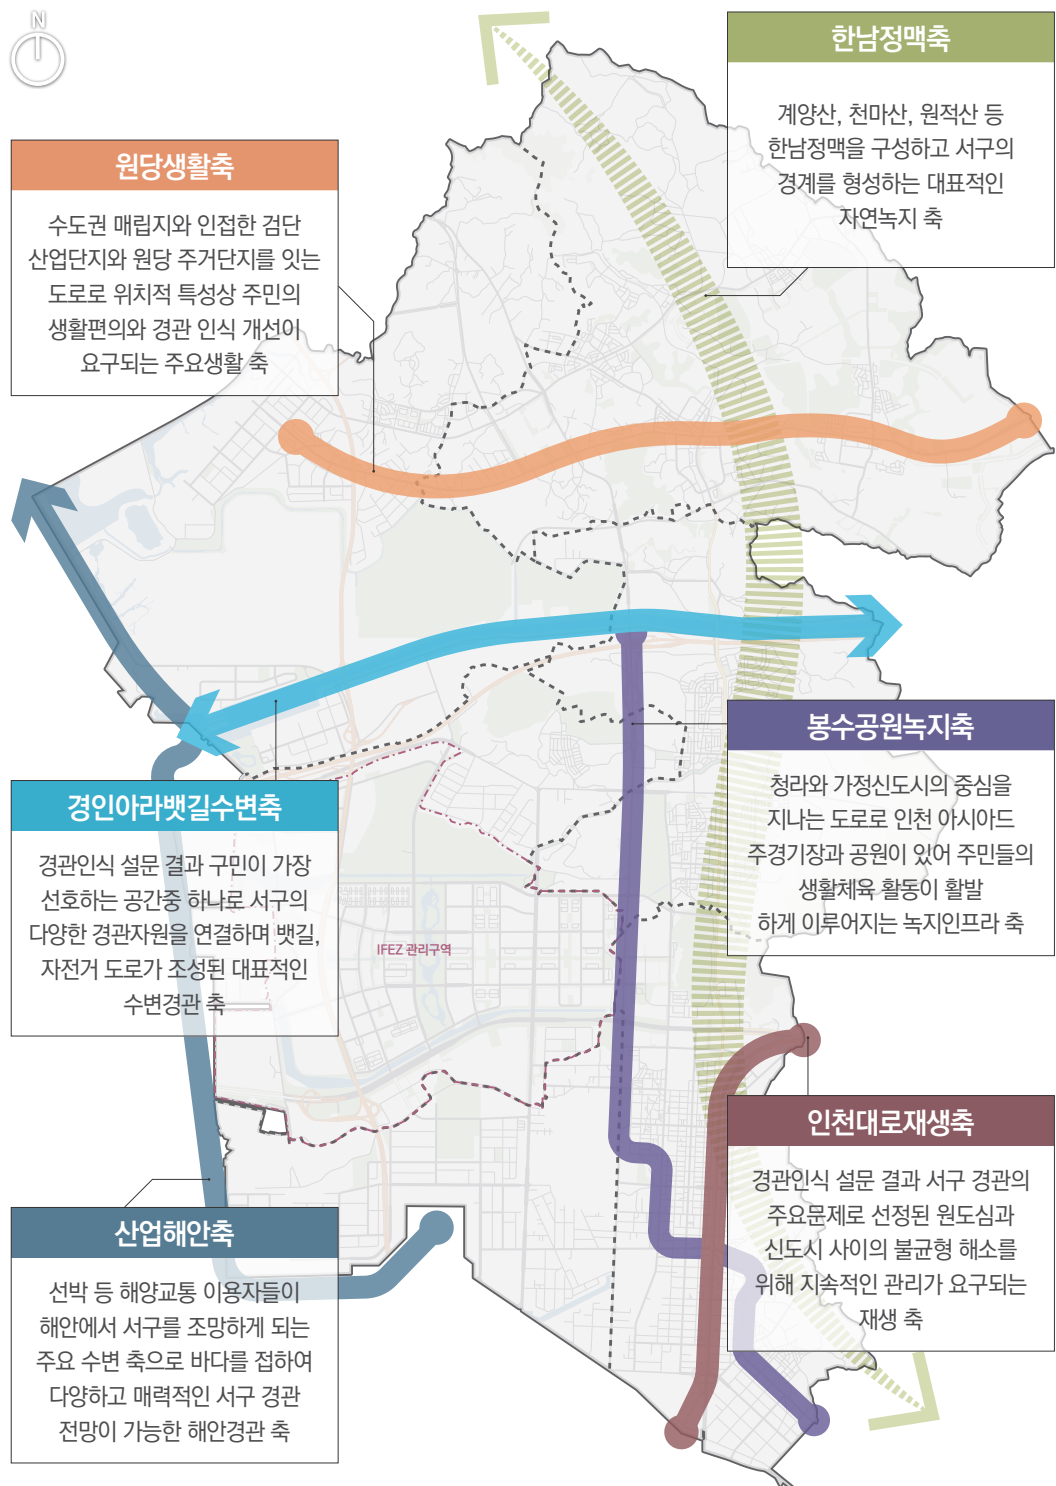 N
한남정맥축
계양산, 천마산, 원적산 등
한남정맥을 구성하고 서구의
경계를 형성하는 대표적인
자연녹지 축
원당생활축
수도권 매립지와 인접한 검단
산업단지와 원당 주거단지를 잇는
도로로 위치적 특성상 주민의
생활편의와 경관 인식 개선이
요구되는 주요생활 축
봉수공원녹지축
청라와 가정신도시의 중심을
지나는 도로로 인천 아시아드
주경기장과 공원이 있어 주민들의
생활체육 활동이 활발
하게 이루어지는 녹지인프라 축
경인아라뱃길수변축
경관인식 설문 결과 구민이 가장
선호하는 공간중 하나로 서구의
다양한 경관자원을 연결하며 뱃길,
자전거 도로가 조성된 대표적인
수변경관 축
IFEZ 관리구역
인천대로재생축
경관인식 설문 결과 서구 경관의
주요문제로 선정된 원도심과
신도시 사이의 불균형 해소를
위해 지속적인 관리가 요구되는
재생 축
산업해안축
선박 등 해양교통 이용자들이
해안에서 서구를 조망하게 되는
주요 수변 축으로 바다를 접하여
다양하고 매력적인 서구 경관
전망이 가능한 해안경관 축